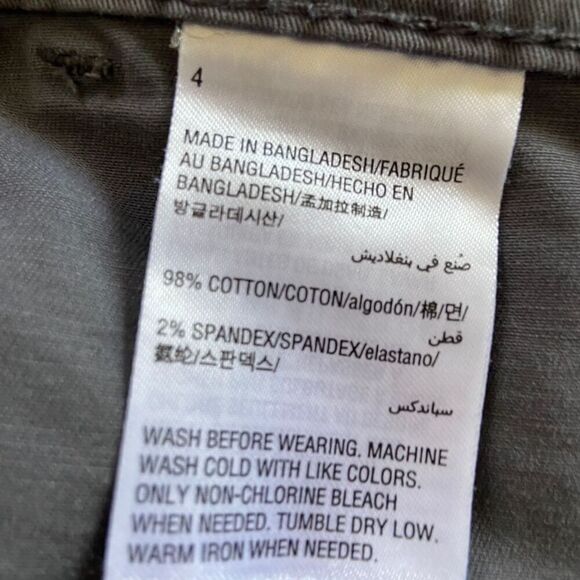 4
MADE IN BANGLADESH/FABRIQUÉ
AU BANGLADESH/HECHO EN
BANGLADESH/孟加拉制造/
방글라데시산/
صُنع في بنغلاديش
98% COTTON/COTON/algodón/棉/면/
قطن
2% SPANDEX/SPANDEX/elastano/
氨纶/스판덱스/
سباندكس
WASH BEFORE WEARING. MACHINE
WASH COLD WITH LIKE COLORS.
ONLY NON-CHLORINE BLEACH
WHEN NEEDED. TUMBLE DRY LOW.
WARM IRON WHEN NEEDED.